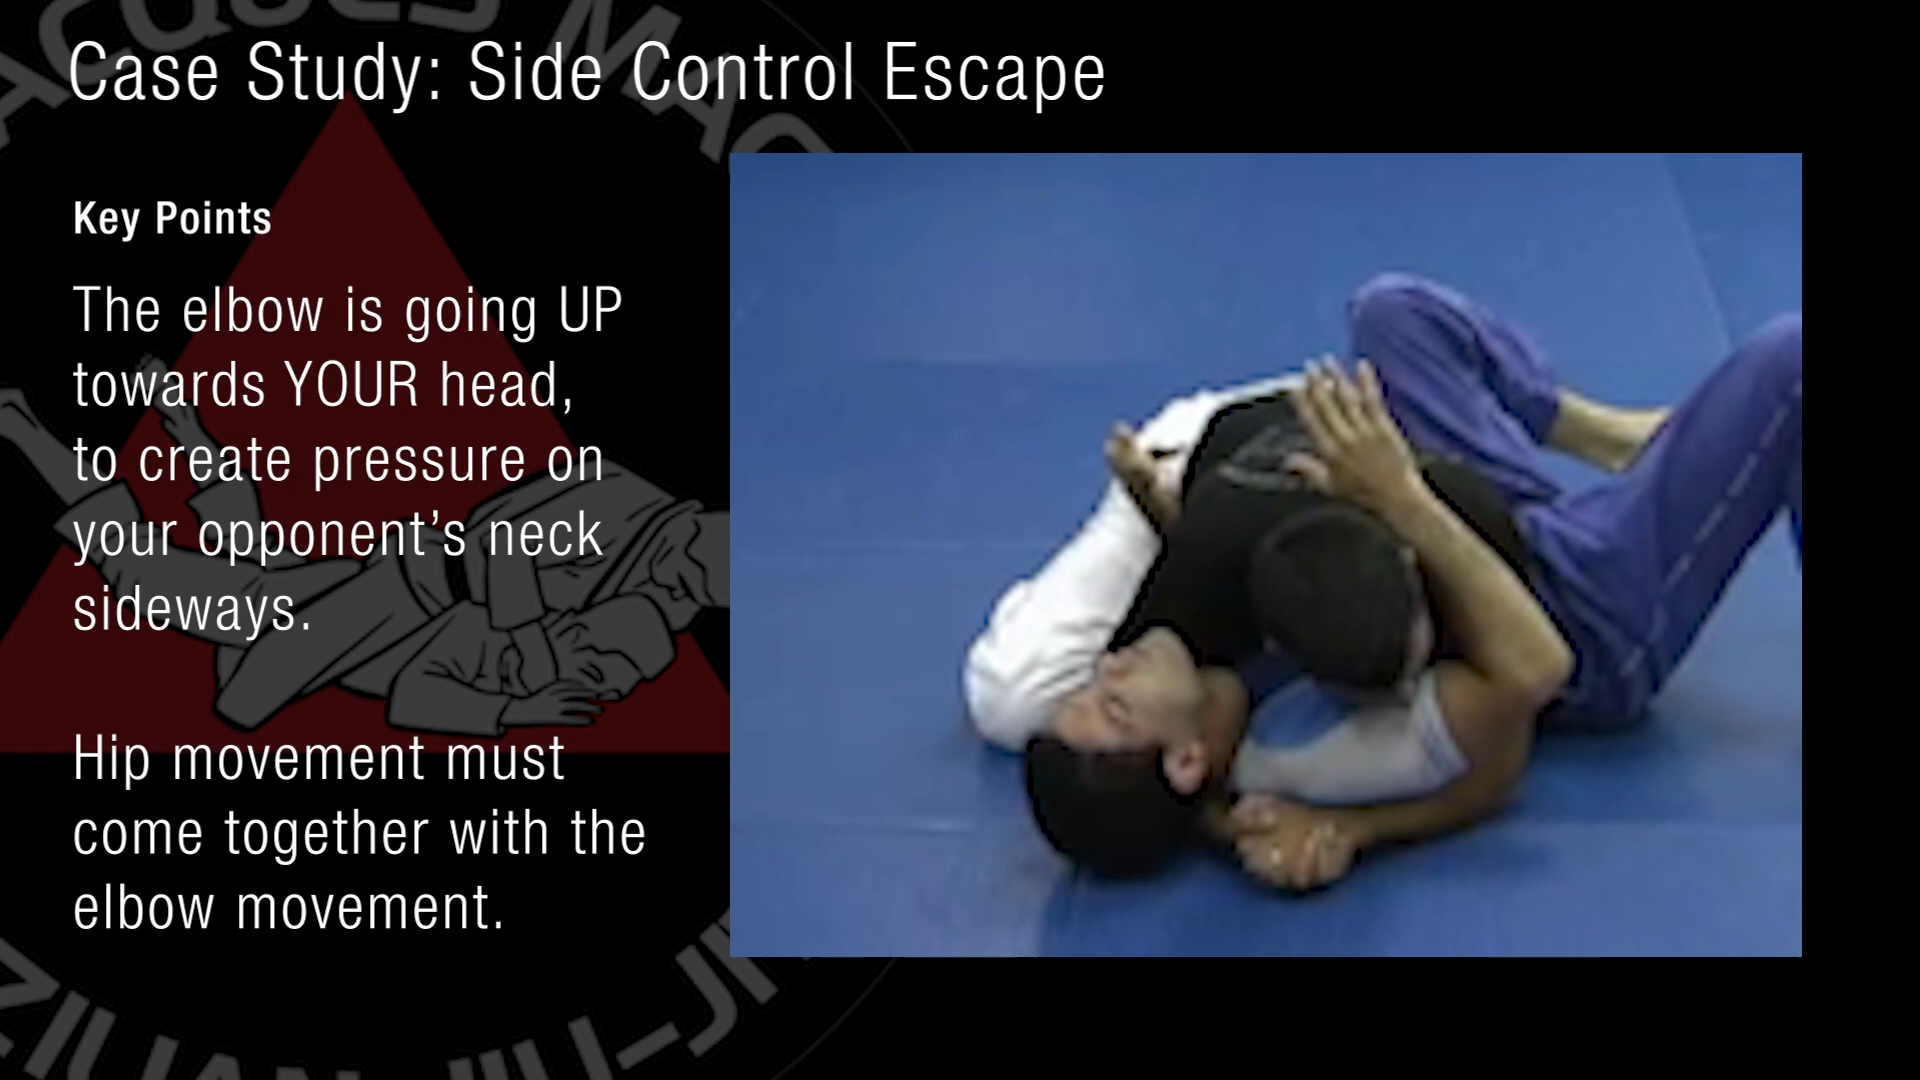 Case Study: Side Control Escape
Key Points
The elbow is going UP
towards YOUR head,
to create pressure on
your opponent’s neck
sideways.
Hip movement must
come together with the
elbow movement.